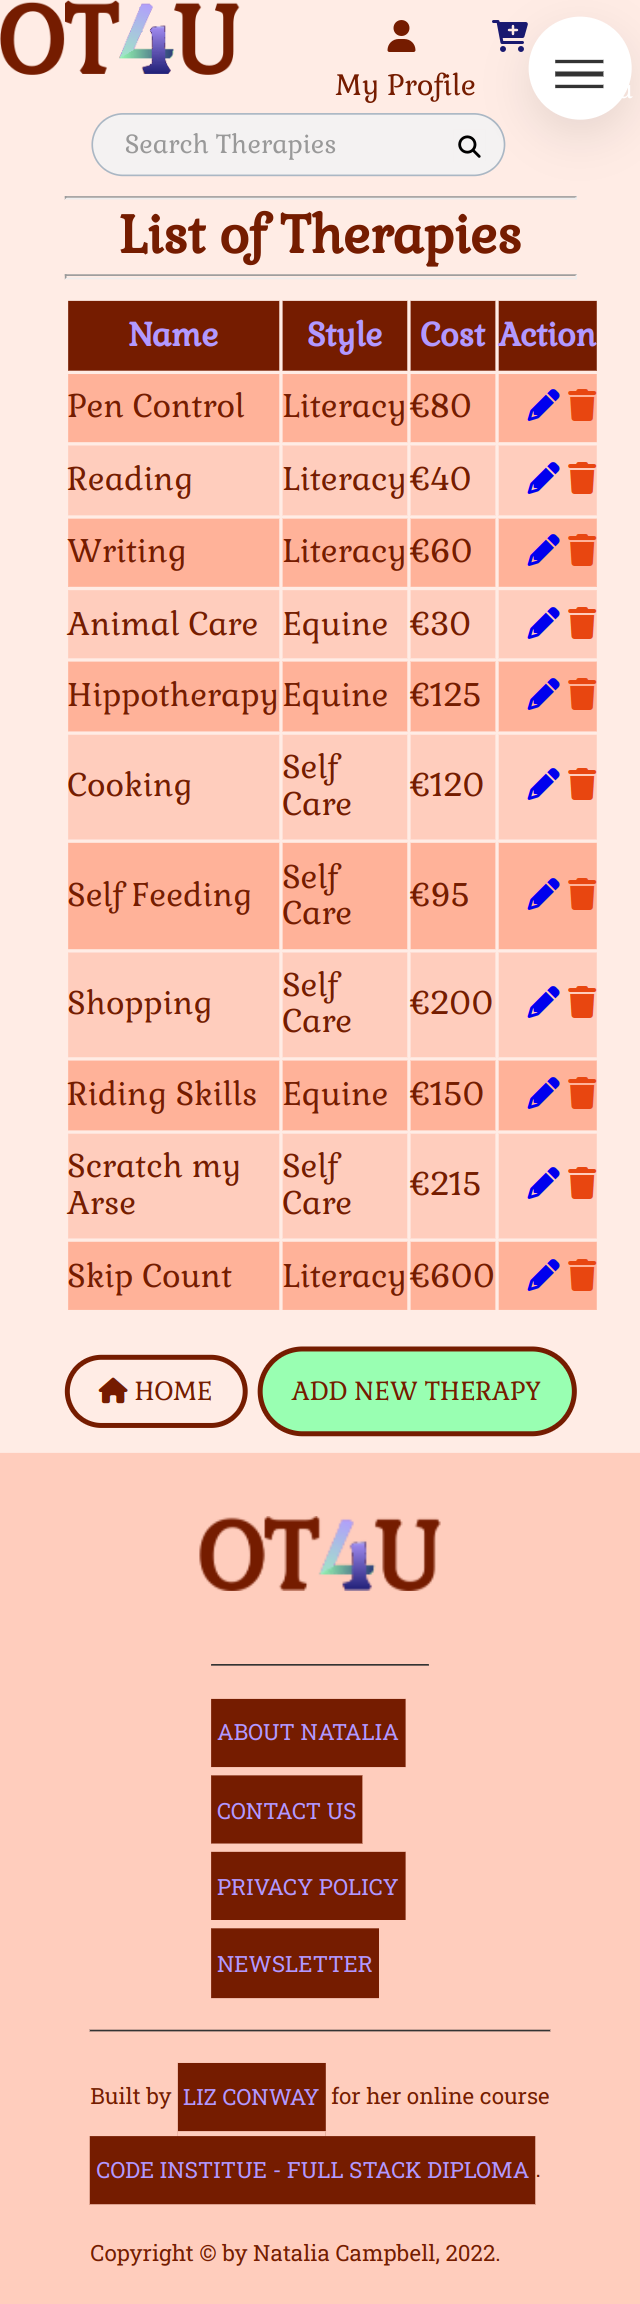 OT4U
My Profile
Search Therapies
List of Therapies
Name Style Cost Action
Pen Control Literacy €80
Reading Literacy €40
Writing Literacy €60
Animal Care Equine €30
Hippotherapy Equine €125
Cooking Self Care €120
Self Feeding Self Care €95
Shopping Self Care €200
Riding Skills Equine €150
Scratch my Arse Self Care €215
Skip Count Literacy €600
HOME ADD NEW THERAPY
OT4U
ABOUT NATALIA
CONTACT US
PRIVACY POLICY
NEWSLETTER
Built by LIZ CONWAY for her online course
CODE INSTITUE - FULL STACK DIPLOMA .
Copyright © by Natalia Campbell, 2022.